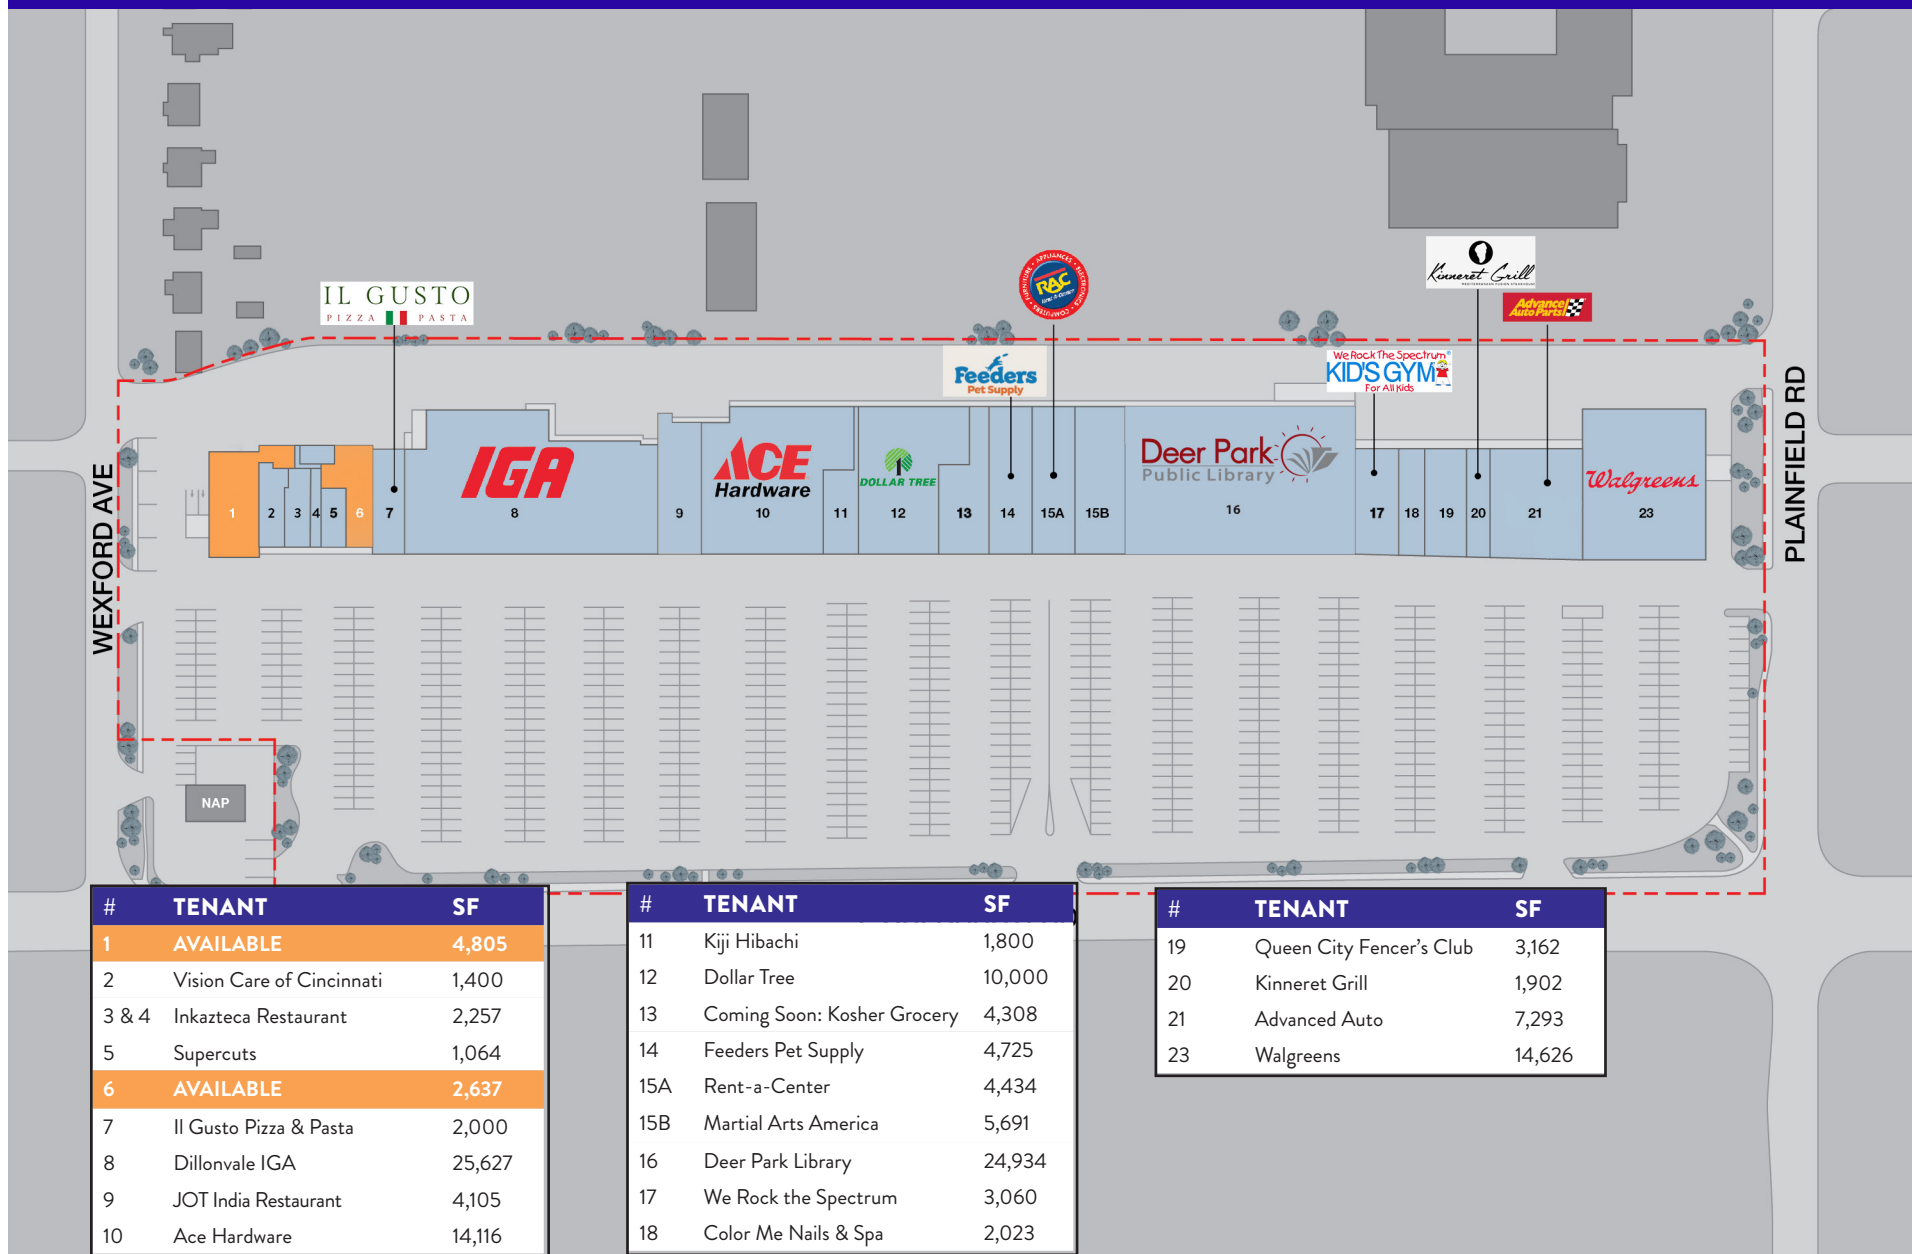 IL GUSTO
PIZZA PASTA
APPLIANCES • ELECTRONICS • COMPUTERS • FURNITURE •
RAC
Rent-A-Center
Kinneret Grill
Advance
Auto Parts
Feeders
Pet Supply
We Rock The Spectrum
KID'S GYM
For All Kids
IGA
ACE
Hardware
DOLLAR TREE
Deer Park
Public Library
Walgreens
1 2 3 4 5 6 7 8 9 10 11 12 13 14 15A 15B 16 17 18 19 20 21 23
WEXFORD AVE
PLAINFIELD RD
NAP
# TENANT SF
1 AVAILABLE 4,805
2 Vision Care of Cincinnati 1,400
3 & 4 Inkazteca Restaurant 2,257
5 Supercuts 1,064
6 AVAILABLE 2,637
7 Il Gusto Pizza & Pasta 2,000
8 Dillonvale IGA 25,627
9 JOT India Restaurant 4,105
10 Ace Hardware 14,116
# TENANT SF
11 Kiji Hibachi 1,800
12 Dollar Tree 10,000
13 Coming Soon: Kosher Grocery 4,308
14 Feeders Pet Supply 4,725
15A Rent-a-Center 4,434
15B Martial Arts America 5,691
16 Deer Park Library 24,934
17 We Rock the Spectrum 3,060
18 Color Me Nails & Spa 2,023
# TENANT SF
19 Queen City Fencer's Club 3,162
20 Kinneret Grill 1,902
21 Advanced Auto 7,293
23 Walgreens 14,626